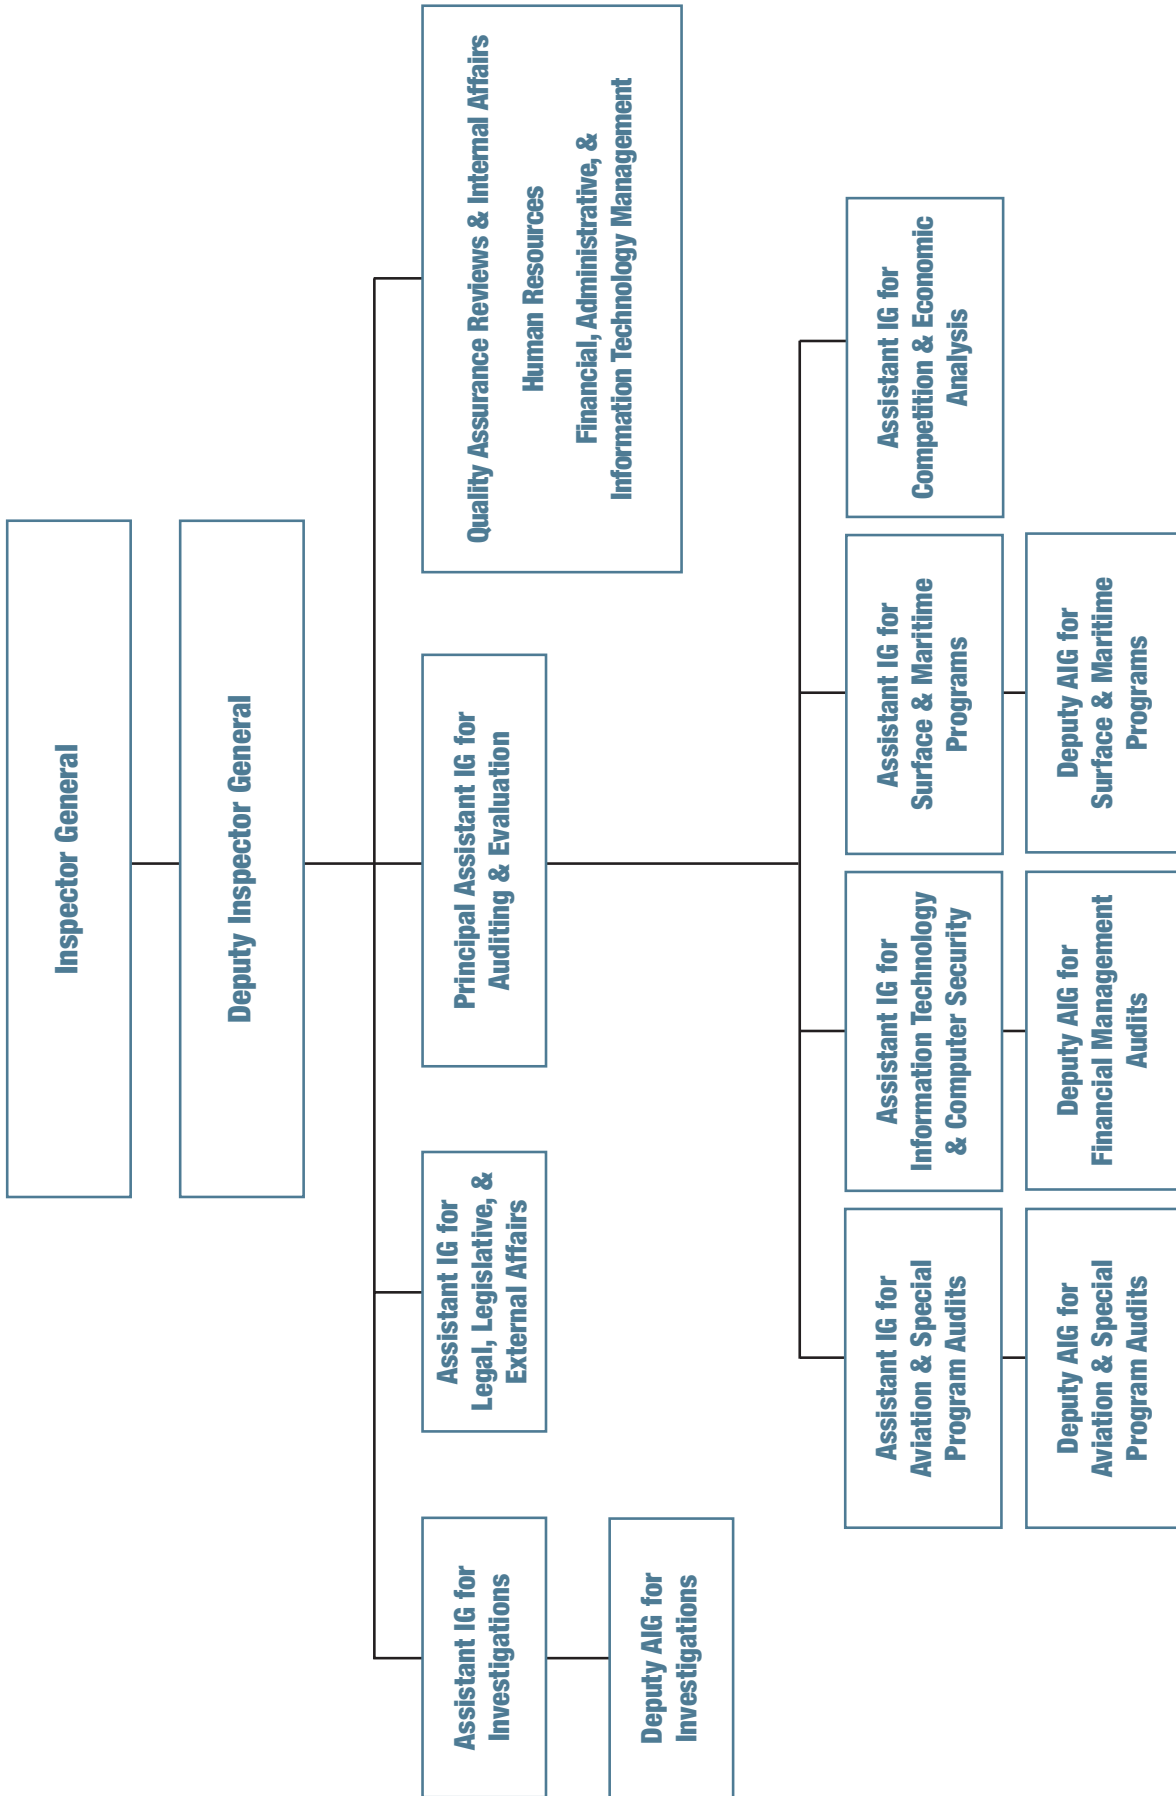 Inspector General
Deputy Inspector General
Assistant IG for
Investigations
Assistant IG for
Legal, Legislative, &
External Affairs
Principal Assistant IG for
Auditing & Evaluation
Quality Assurance Reviews & Internal Affairs
Human Resources
Financial, Administrative, &
Information Technology Management
Deputy AIG for
Investigations
Assistant IG for
Aviation & Special
Program Audits
Assistant IG for
Information Technology
& Computer Security
Assistant IG for
Surface & Maritime
Programs
Assistant IG for
Competition & Economic
Analysis
Deputy AIG for
Aviation & Special
Program Audits
Deputy AIG for
Financial Management
Audits
Deputy AIG for
Surface & Maritime
Programs